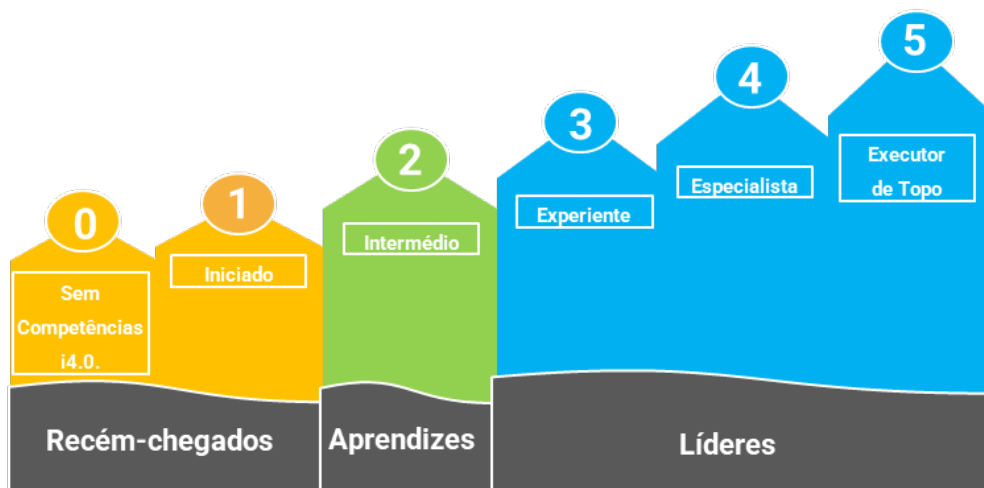 0
Sem
Competências
i4.0.
1
Iniciado
2
Intermédio
3
Experiente
4
Especialista
5
Executor
de Topo
Recém-chegados
Aprendizes
Líderes